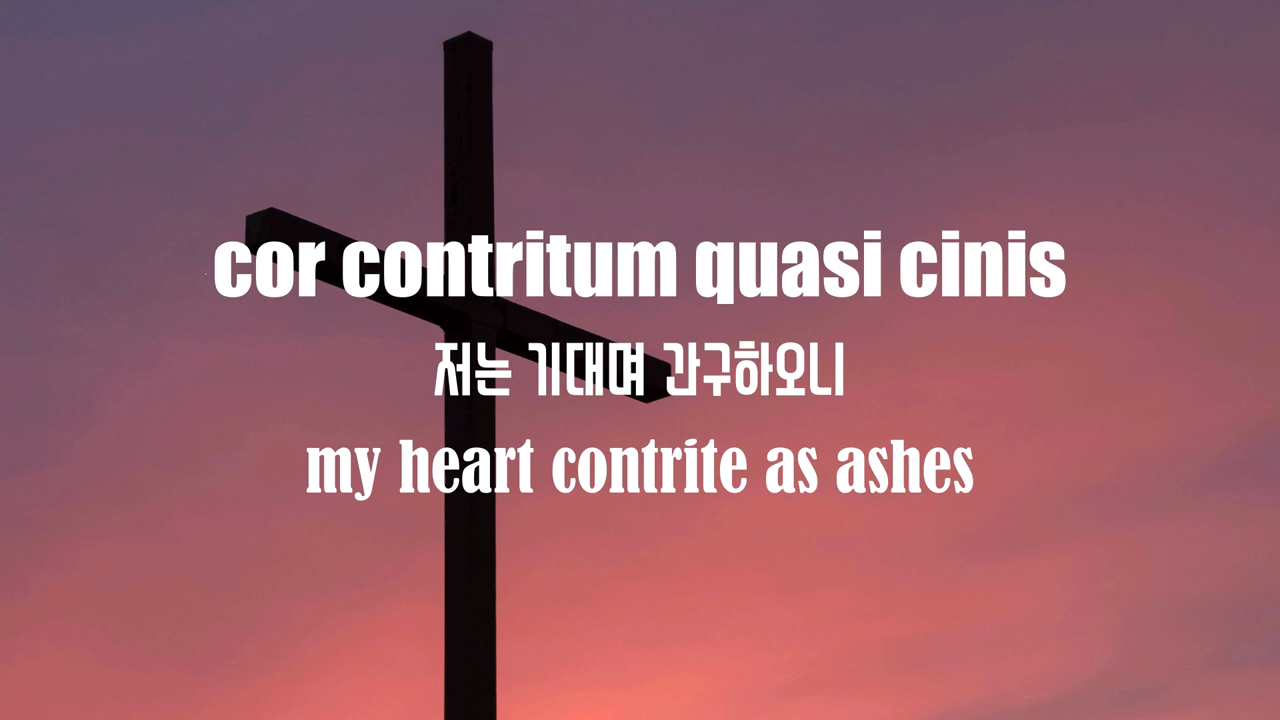 cor contritum quasi cinis
저는 기대며 간구하오니
my heart contrite as ashes